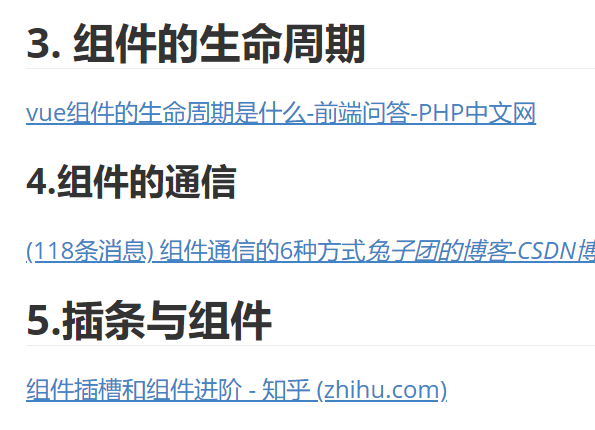 3. 组件的生命周期
vue组件的生命周期是什么-前端问答-PHP中文网
4.组件的通信
(118条消息) 组件通信的6种方式兔子团的博客-CSDN博
5.插条与组件
组件插槽和组件进阶 - 知乎 (zhihu.com)